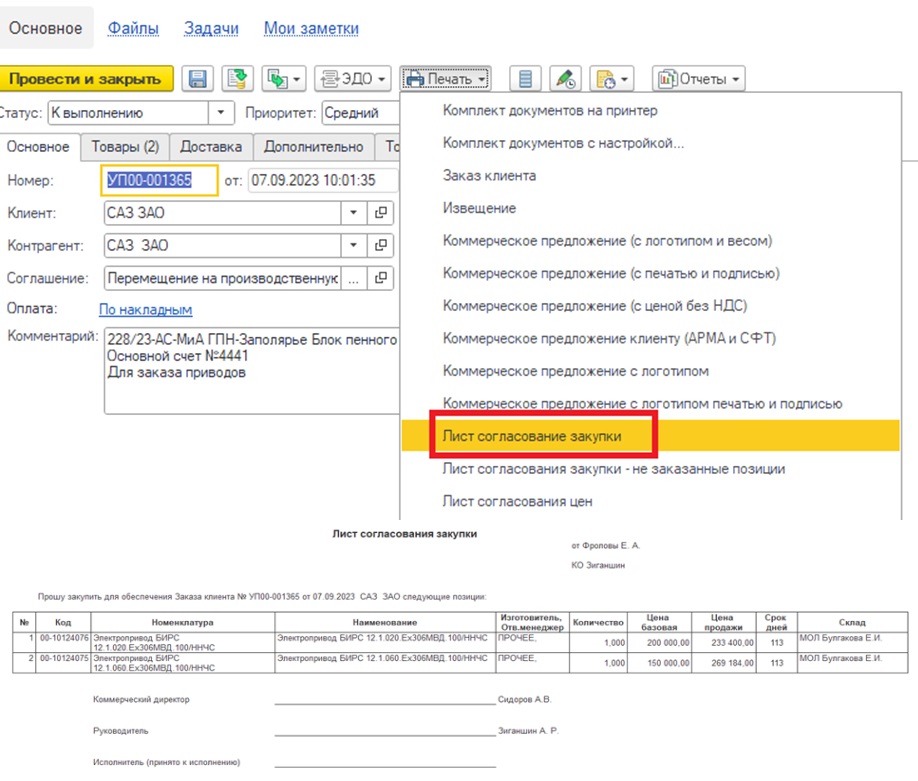 Основное Файлы Задачи Мои заметки
Провести и закрыть ЭДО Печать Отчеты
Статус: К выполнению Приоритет: Средний
Основное Товары (2) Доставка Дополнительно То
Номер: УП00-001365 от: 07.09.2023 10:01:35
Клиент: САЗ ЗАО
Контрагент: САЗ ЗАО
Соглашение: Перемещение на производственную ...
Оплата: По накладным
Комментарий: 228/23-АС-МиА ГПН-Заполярье Блок пенного
Основной счет №4441
Для заказа приводов
Комплект документов на принтер
Комплект документов с настройкой...
Заказ клиента
Извещение
Коммерческое предложение (с логотипом и весом)
Коммерческое предложение (с печатью и подписью)
Коммерческое предложение (с ценой без НДС)
Коммерческое предложение клиенту (АРМА и СФТ)
Коммерческое предложение с логотипом
Коммерческое предложение с логотипом печатью и подписью
Лист согласование закупки
Лист согласования закупки - не заказанные позиции
Лист согласования цен
Лист согласования закупки
от Фроловы Е. А.
КО Зиганшин
Прошу закупить для обеспечения Заказа клиента № УП00-001365 от 07.09.2023 САЗ ЗАО следующие позиции:
№ Код Номенклатура Наименование Изготовитель, Отв.менеджер Количество Цена базовая Цена продажи Срок дней Склад
1 00-10124076 Электропривод БИРС 12.1.020.Ex306МВД.100/ННЧС Электропривод БИРС 12.1.020.Ex306МВД.100/ННЧС ПРОЧЕЕ, 1,000 200 000,00 233 400,00 113 МОЛ Булгакова Е.И.
2 00-10124075 Электропривод БИРС 12.1.060.Ex306МВД.100/ННЧС Электропривод БИРС 12.1.060.Ex306МВД.100/ННЧС ПРОЧЕЕ, 1,000 150 000,00 269 184,00 113 МОЛ Булгакова Е.И.
Коммерческий директор Сидоров А.В.
Руководитель Зиганшин А. Р.
Исполнитель (принято к исполнению)